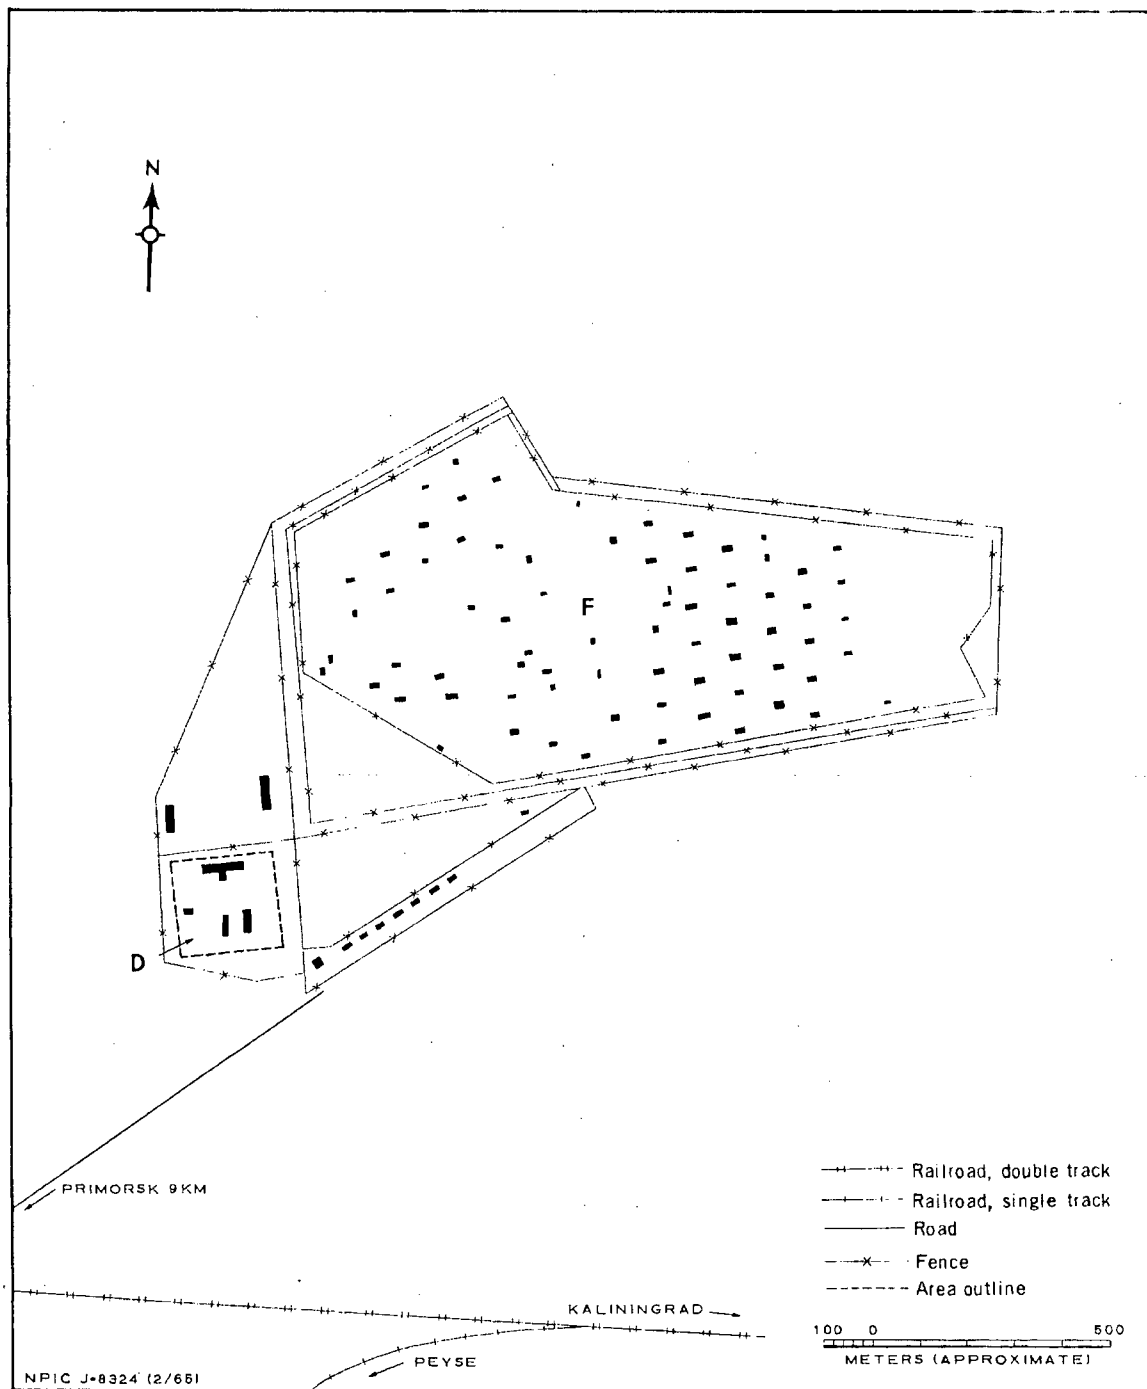 N
F
D
PRIMORSK 9KM
Railroad, double track
Railroad, single track
Road
Fence
Area outline
KALININGRAD
PEYSE
100 0 500
METERS (APPROXIMATE)
NPIC J-8324 (2/65)